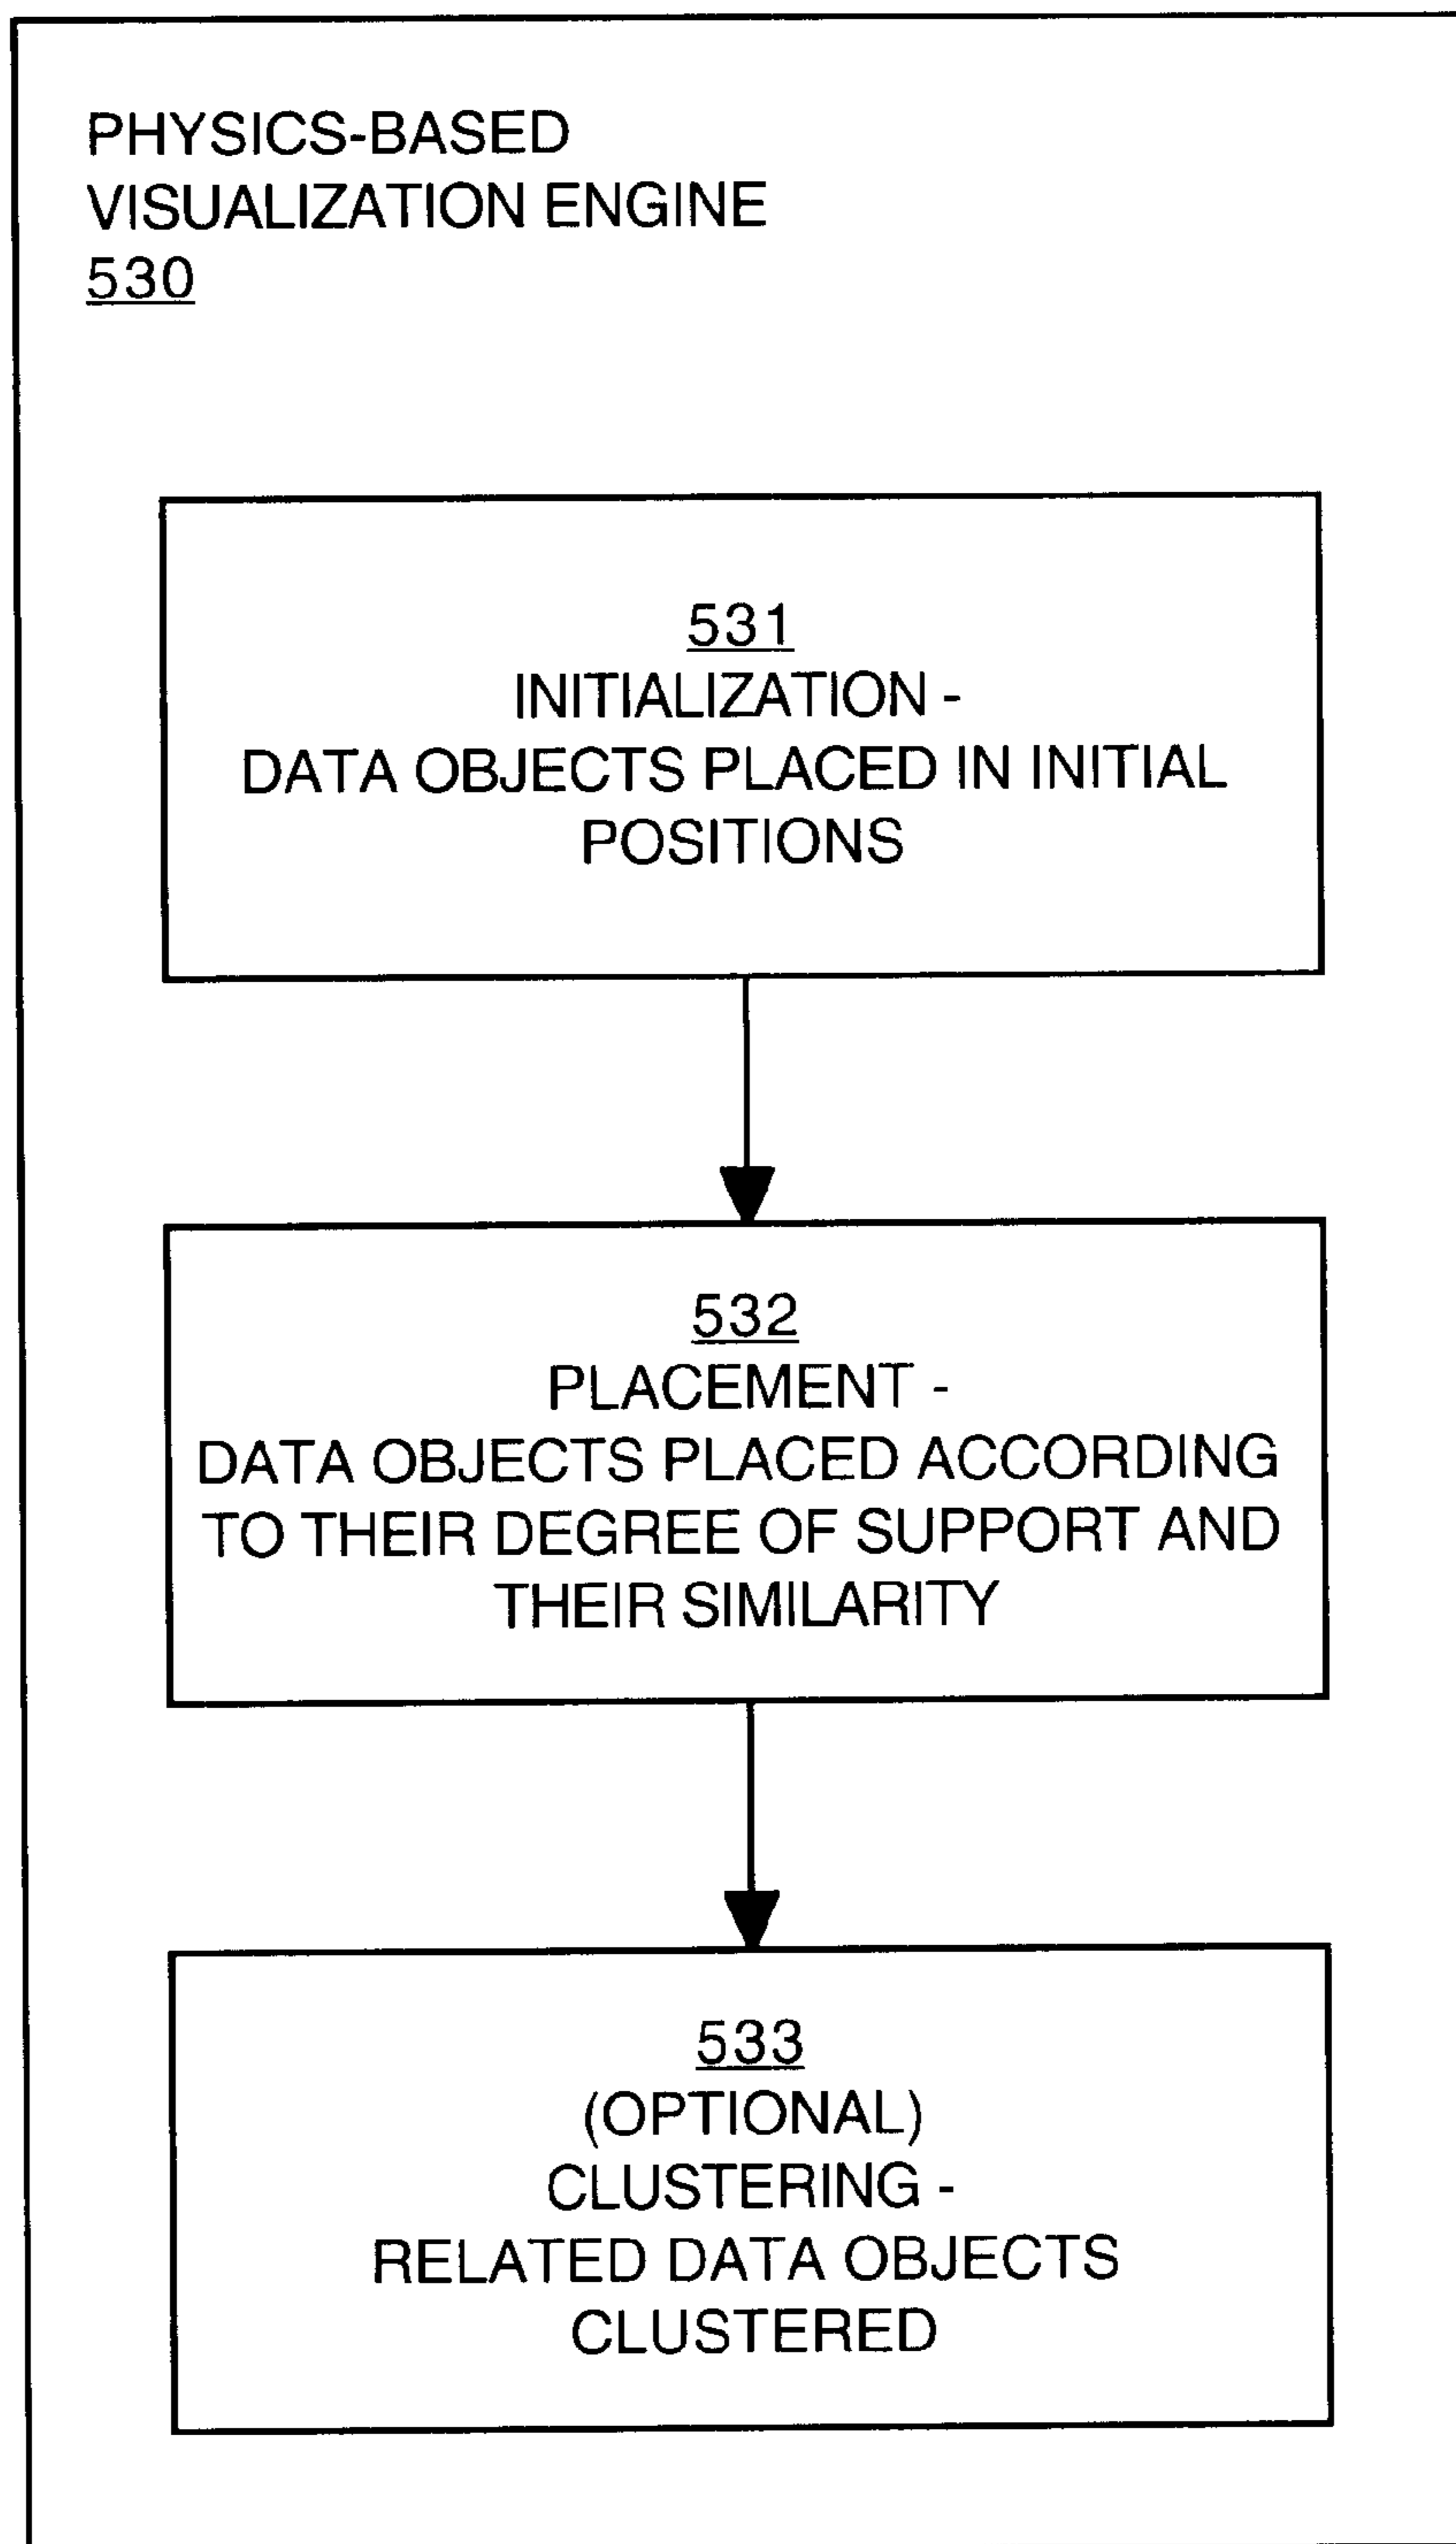 PHYSICS-BASED
VISUALIZATION ENGINE
530
531
INITIALIZATION -
DATA OBJECTS PLACED IN INITIAL
POSITIONS
532
PLACEMENT -
DATA OBJECTS PLACED ACCORDING
TO THEIR DEGREE OF SUPPORT AND
THEIR SIMILARITY
533
(OPTIONAL)
CLUSTERING -
RELATED DATA OBJECTS
CLUSTERED